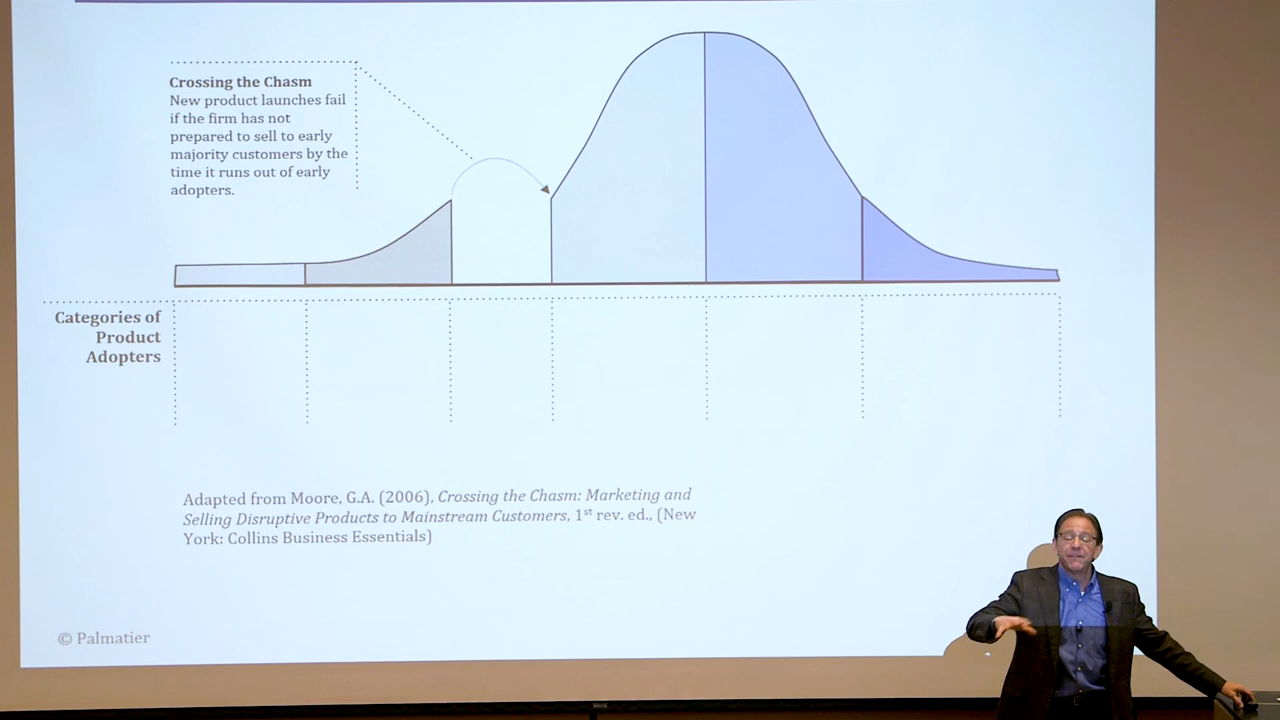 Crossing the Chasm
New product launches fail
if the firm has not
prepared to sell to early
majority customers by the
time it runs out of early
adopters.
Categories of
Product
Adopters
Adapted from Moore, G.A. (2006), Crossing the Chasm: Marketing and
Selling Disruptive Products to Mainstream Customers, 1st rev. ed., (New
York: Collins Business Essentials)
© Palmatier